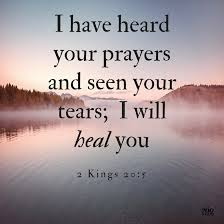 I have heard
your prayers
and seen your
tears; I will
heal you
2 Kings 20:5